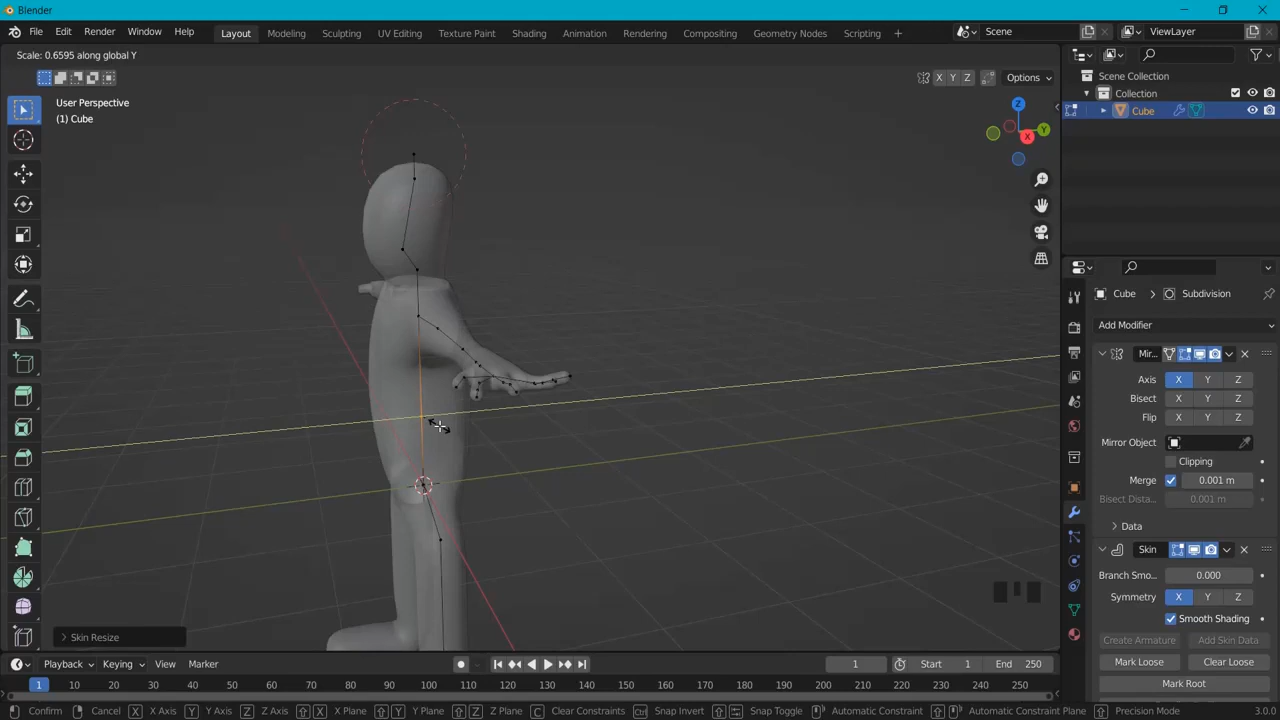 Blender
File Edit Render Window Help Layout Modeling Sculpting UV Editing Texture Paint Shading Animation Rendering Compositing Geometry Nodes Scripting + Scene ViewLayer
Scale: 0.6595 along global Y
X Y Z Options
User Perspective
(1) Cube
Z
Y
X
Scene Collection
Collection
Cube
Cube > Subdivision
Add Modifier
Mir...
Axis X Y Z
Bisect X Y Z
Flip X Y Z
Mirror Object
Clipping
Merge 0.001 m
Bisect Dista... 0.001 m
Data
Skin
Branch Smo... 0.000
Symmetry X Y Z
Smooth Shading
Create Armature Add Skin Data
Mark Loose Clear Loose
Mark Root
Skin Resize
Playback Keying View Marker 1 Start 1 End 250
1 10 20 30 40 50 60 70 80 90 100 110 120 130 140 150 160 170 180 190 200 210 220 230 240 250
Confirm Cancel X X Axis Y Y Axis Z Z Axis X X Plane Y Y Plane Z Z Plane C Clear Constraints Ctrl Snap Invert Snap Toggle Automatic Constraint Automatic Constraint Plane Precision Mode 3.0.0